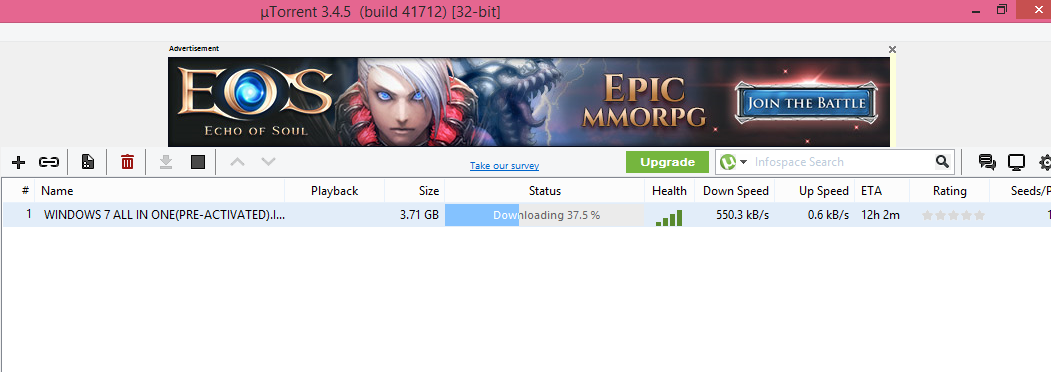 µTorrent 3.4.5 (build 41712) [32-bit]
Advertisement
EOS
ECHO OF SOUL
EPIC
MMORPG
JOIN THE BATTLE
Take our survey
Upgrade
Infospace Search
# Name Playback Size Status Health Down Speed Up Speed ETA Rating Seeds/P
1 WINDOWS 7 ALL IN ONE(PRE-ACTIVATED).I... 3.71 GB Downloading 37.5 % 550.3 kB/s 0.6 kB/s 12h 2m 1